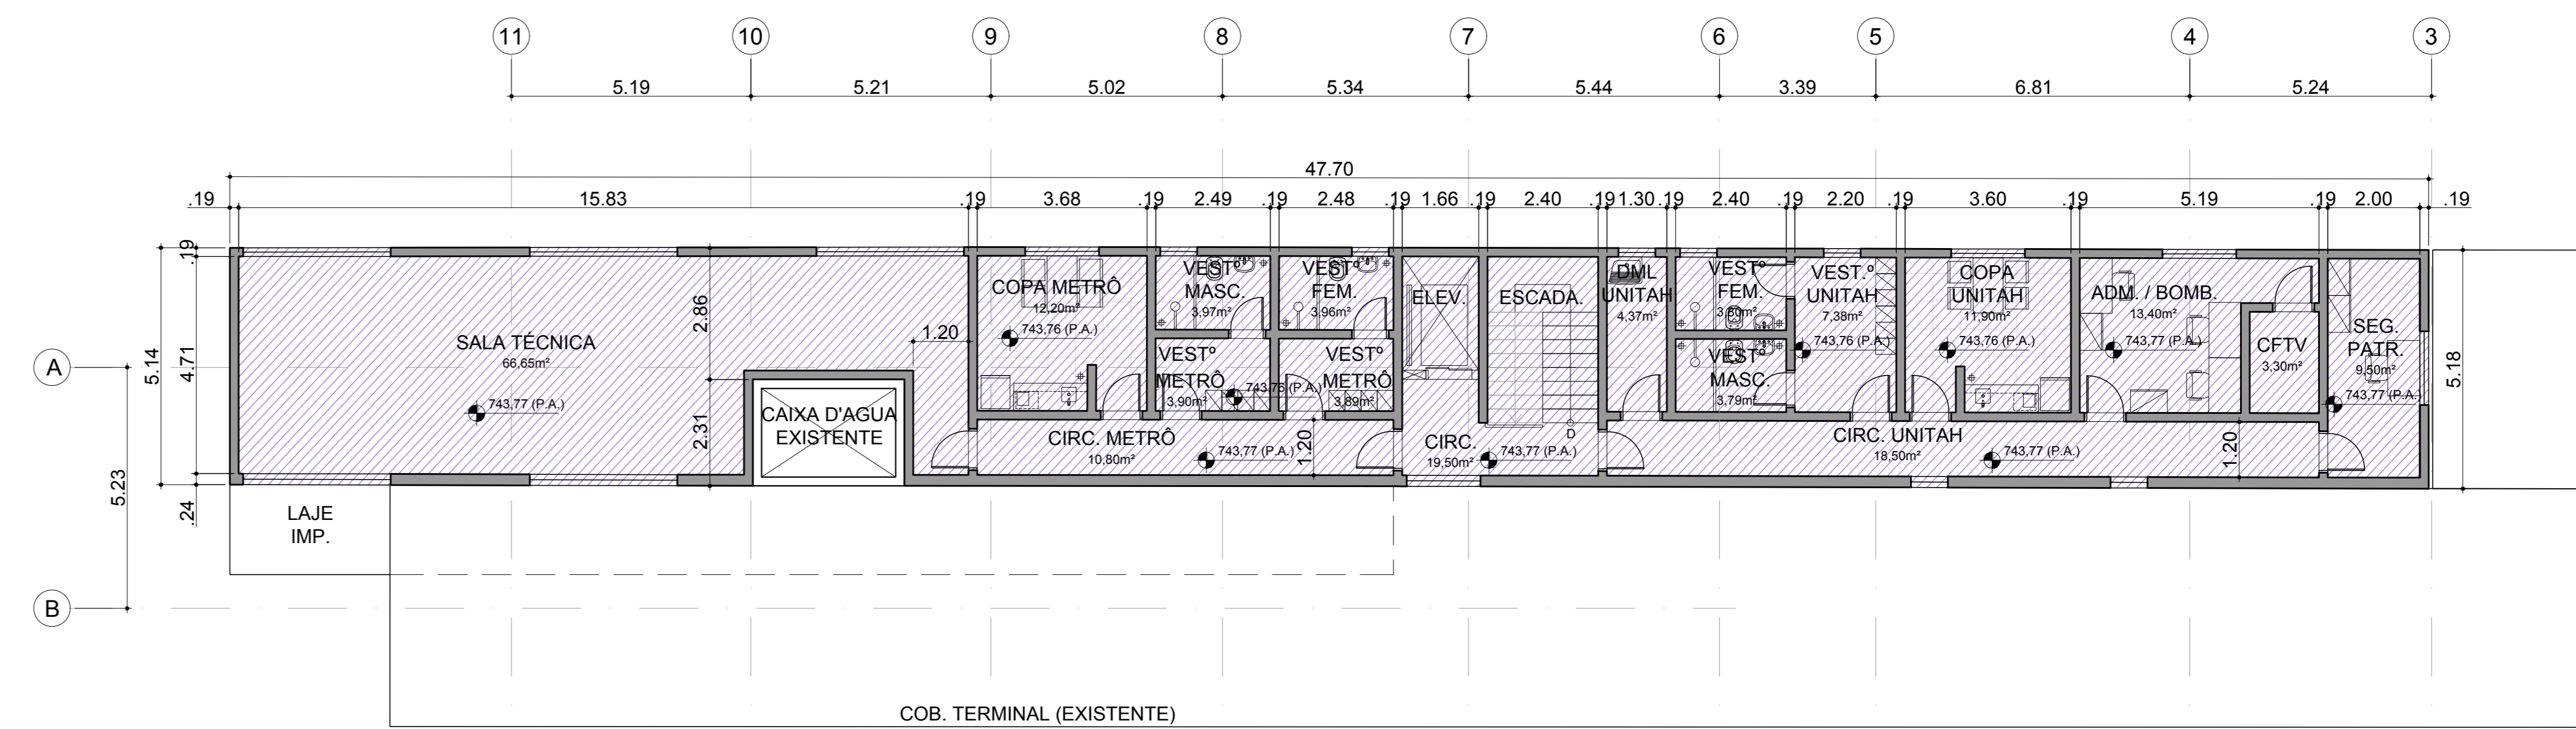 11
10
9
8
7
6
5
4
3
5.19
5.21
5.02
5.34
5.44
3.39
6.81
5.24
47.70
.19
15.83
.19
3.68
.19
2.49
.19
2.48
.19
1.66
.19
2.40
.19
1.30
.19
2.40
.19
2.20
.19
3.60
.19
5.19
.19
2.00
.19
A
B
5.23
5.14
.19
4.71
.24
SALA TÉCNICA
66,65m²
743,77 (P.A.)
2.86
2.31
1.20
CAIXA D'AGUA
EXISTENTE
COPA METRÔ
12,20m²
743,76 (P.A.)
VESTº
MASC.
3,97m²
VESTº
FEM.
3,96m²
VESTº
METRÔ
3,90m²
743,76 (P.A.)
VESTº
METRÔ
3,89m²
CIRC. METRÔ
10,80m²
743,77 (P.A.)
1.20
ELEV.
ESCADA.
D
CIRC.
19,50m²
743,77 (P.A.)
DML
UNITAH
4,37m²
VESTº
FEM.
3,80m²
VESTº
MASC.
3,79m²
VEST.º
UNITAH
7,38m²
743,76 (P.A.)
COPA
UNITAH
11,90m²
743,76 (P.A.)
ADM. / BOMB.
13,40m²
743,77 (P.A.)
CFTV
3,30m²
SEG.
PATR.
9,50m²
743,77 (P.A.)
CIRC. UNITAH
18,50m²
743,77 (P.A.)
1.20
5.18
LAJE
IMP.
COB. TERMINAL (EXISTENTE)